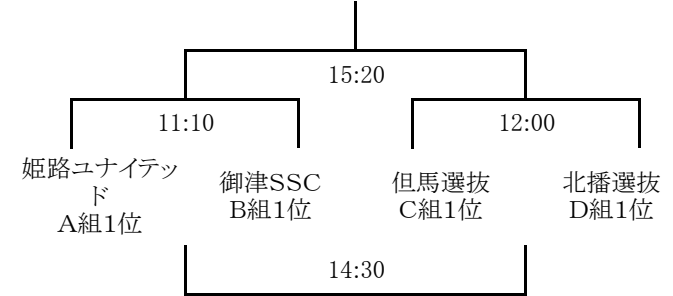 15:20
11:10
12:00
姫路ユナイテッ
ド
A組1位
御津SSC
B組1位
但馬選抜
C組1位
北播選抜
D組1位
14:30